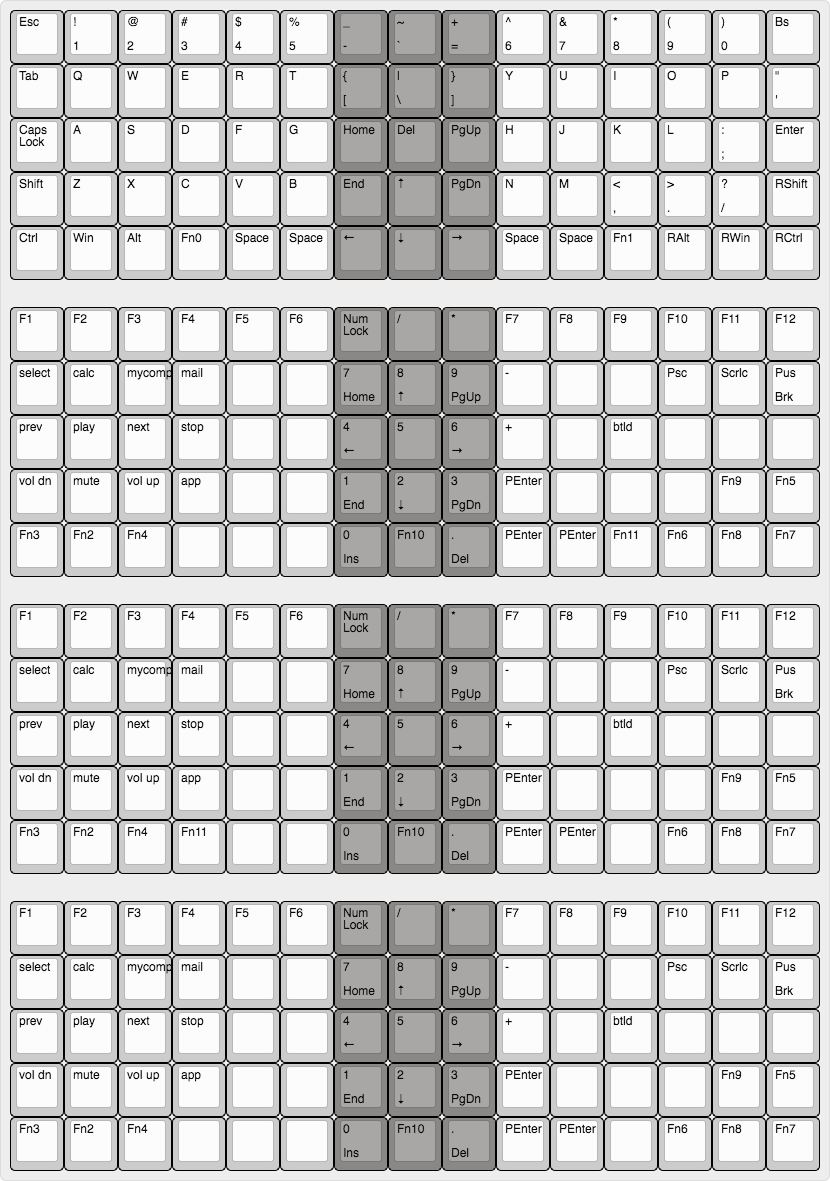 Esc ! @ # $ % _ ~ + ^ & * ( ) Bs
1 2 3 4 5 - ` = 6 7 8 9 0
Tab Q W E R T { | } Y U I O P "
[ \ ] '
Caps A S D F G Home Del PgUp H J K L : Enter
Lock ;
Shift Z X C V B End ↑ PgDn N M < > ? RShift
, . /
Ctrl Win Alt Fn0 Space Space ← ↓ → Space Space Fn1 RAlt RWin RCtrl
F1 F2 F3 F4 F5 F6 Num / * F7 F8 F9 F10 F11 F12
Lock
select calc mycomp mail 7 8 9 - Psc Scrlc Pus
Home ↑ PgUp Brk
prev play next stop 4 5 6 + btld
← →
vol dn mute vol up app 1 2 3 PEnter Fn9 Fn5
End ↓ PgDn
Fn3 Fn2 Fn4 0 Fn10 . PEnter PEnter Fn11 Fn6 Fn8 Fn7
Ins Del
F1 F2 F3 F4 F5 F6 Num / * F7 F8 F9 F10 F11 F12
Lock
select calc mycomp mail 7 8 9 - Psc Scrlc Pus
Home ↑ PgUp Brk
prev play next stop 4 5 6 + btld
← →
vol dn mute vol up app 1 2 3 PEnter Fn9 Fn5
End ↓ PgDn
Fn3 Fn2 Fn4 Fn11 0 Fn10 . PEnter PEnter Fn6 Fn8 Fn7
Ins Del
F1 F2 F3 F4 F5 F6 Num / * F7 F8 F9 F10 F11 F12
Lock
select calc mycomp mail 7 8 9 - Psc Scrlc Pus
Home ↑ PgUp Brk
prev play next stop 4 5 6 + btld
← →
vol dn mute vol up app 1 2 3 PEnter Fn9 Fn5
End ↓ PgDn
Fn3 Fn2 Fn4 0 Fn10 . PEnter PEnter Fn6 Fn8 Fn7
Ins Del